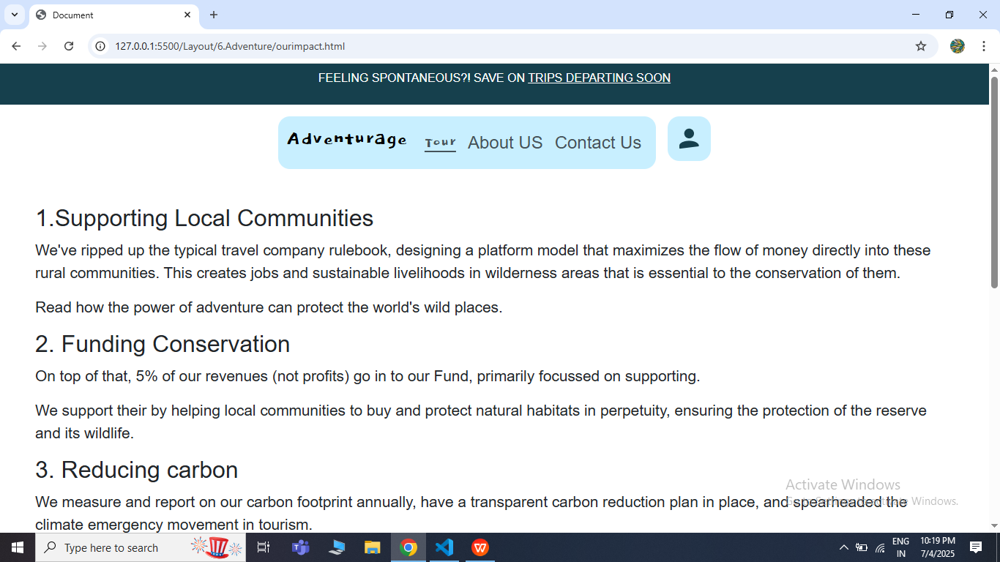 Document
127.0.0.1:5500/Layout/6.Adventure/ourimpact.html
FEELING SPONTANEOUS?! SAVE ON TRIPS DEPARTING SOON
Adventurage Tour About US Contact Us
1.Supporting Local Communities
We've ripped up the typical travel company rulebook, designing a platform model that maximizes the flow of money directly into these
rural communities. This creates jobs and sustainable livelihoods in wilderness areas that is essential to the conservation of them.
Read how the power of adventure can protect the world's wild places.
2. Funding Conservation
On top of that, 5% of our revenues (not profits) go in to our Fund, primarily focussed on supporting.
We support their by helping local communities to buy and protect natural habitats in perpetuity, ensuring the protection of the reserve
and its wildlife.
3. Reducing carbon
Activate Windows
We measure and report on our carbon footprint annually, have a transparent carbon reduction plan in place, and spearheaded the
Go to Settings to activate Windows.
climate emergency movement in tourism.
Type here to search
ENG
IN
10:19 PM
7/4/2025